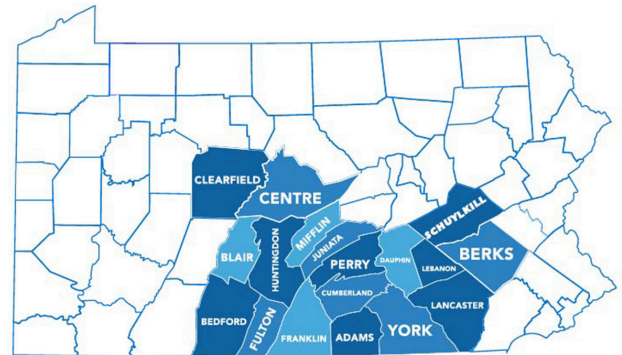 CLEARFIELD
CENTRE
SCHUYLKILL
MIFFLIN
JUNIATA
HUNTINGDON
BLAIR
PERRY
DAUPHIN
LEBANON
BERKS
CUMBERLAND
LANCASTER
BEDFORD
FULTON
FRANKLIN
ADAMS
YORK